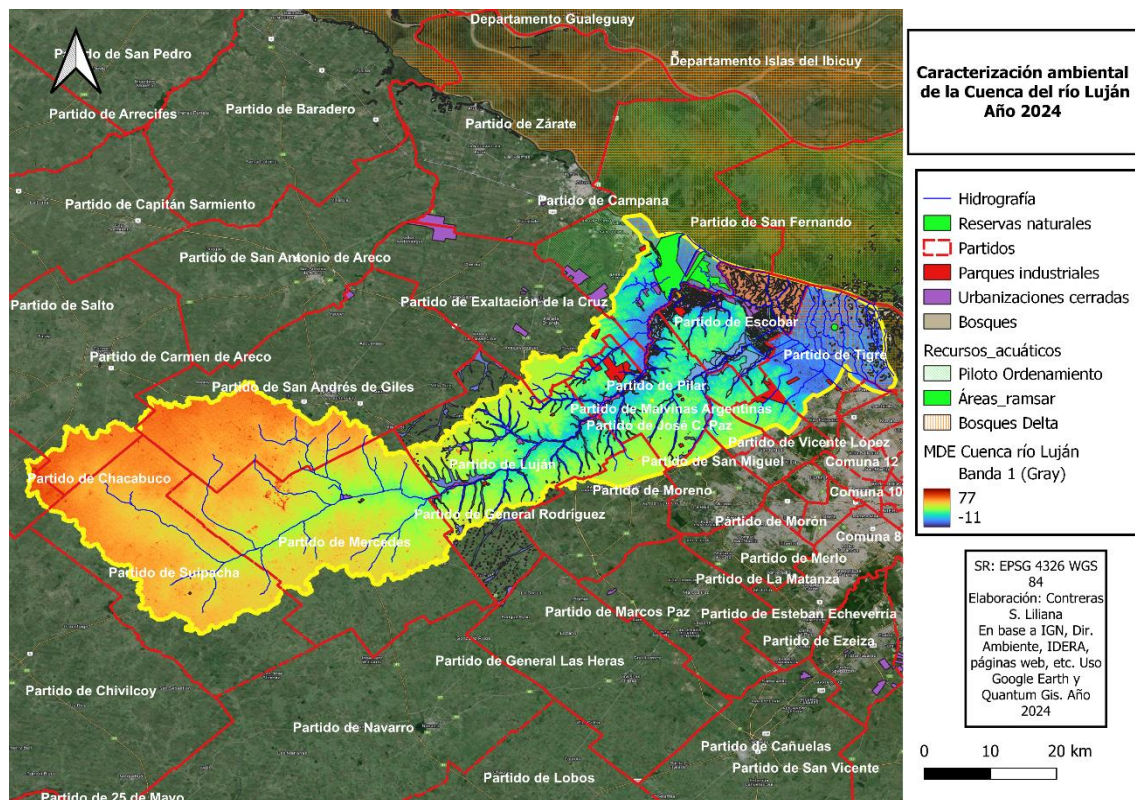 Departamento Gualeguay
Partido de San Pedro
Departamento Islas del Ibicuy
Partido de Arrecifes
Partido de Baradero
Partido de Zárate
Partido de Capitán Sarmiento
Partido de Campana
Partido de San Fernando
Partido de San Antonio de Areco
Partido de Salto
Partido de Exaltación de la Cruz
Partido de Escobar
Partido de Carmen de Areco
Partido de Tigre
Partido de San Andrés de Giles
Partido de Pilar
Partido de Malvinas Argentinas
Partido de José C. Paz
Partido de Vicente López
Partido de Luján
Partido de San Miguel
Comuna 12
Partido de Chacabuco
Partido de Moreno
Comuna 10
Partido de General Rodríguez
Partido de Morón
Comuna 8
Partido de Mercedes
Partido de Merlo
Partido de Suipacha
Partido de La Matanza
Partido de Marcos Paz
Partido de Esteban Echeverría
Partido de Ezeiza
Partido de General Las Heras
Partido de Chivilcoy
Partido de Navarro
Partido de Cañuelas
Partido de San Vicente
Partido de Lobos
Partido de 25 de Mayo
Caracterización ambiental
de la Cuenca del río Luján
Año 2024
Hidrografía
Reservas naturales
Partidos
Parques industriales
Urbanizaciones cerradas
Bosques
Recursos_acuáticos
Piloto Ordenamiento
Áreas_ramsar
Bosques Delta
MDE Cuenca río Luján
Banda 1 (Gray)
77
-11
SR: EPSG 4326 WGS
84
Elaboración: Contreras
S. Liliana
En base a IGN, Dir.
Ambiente, IDERA,
páginas web, etc. Uso
Google Earth y
Quantum Gis. Año
2024
0 10 20 km